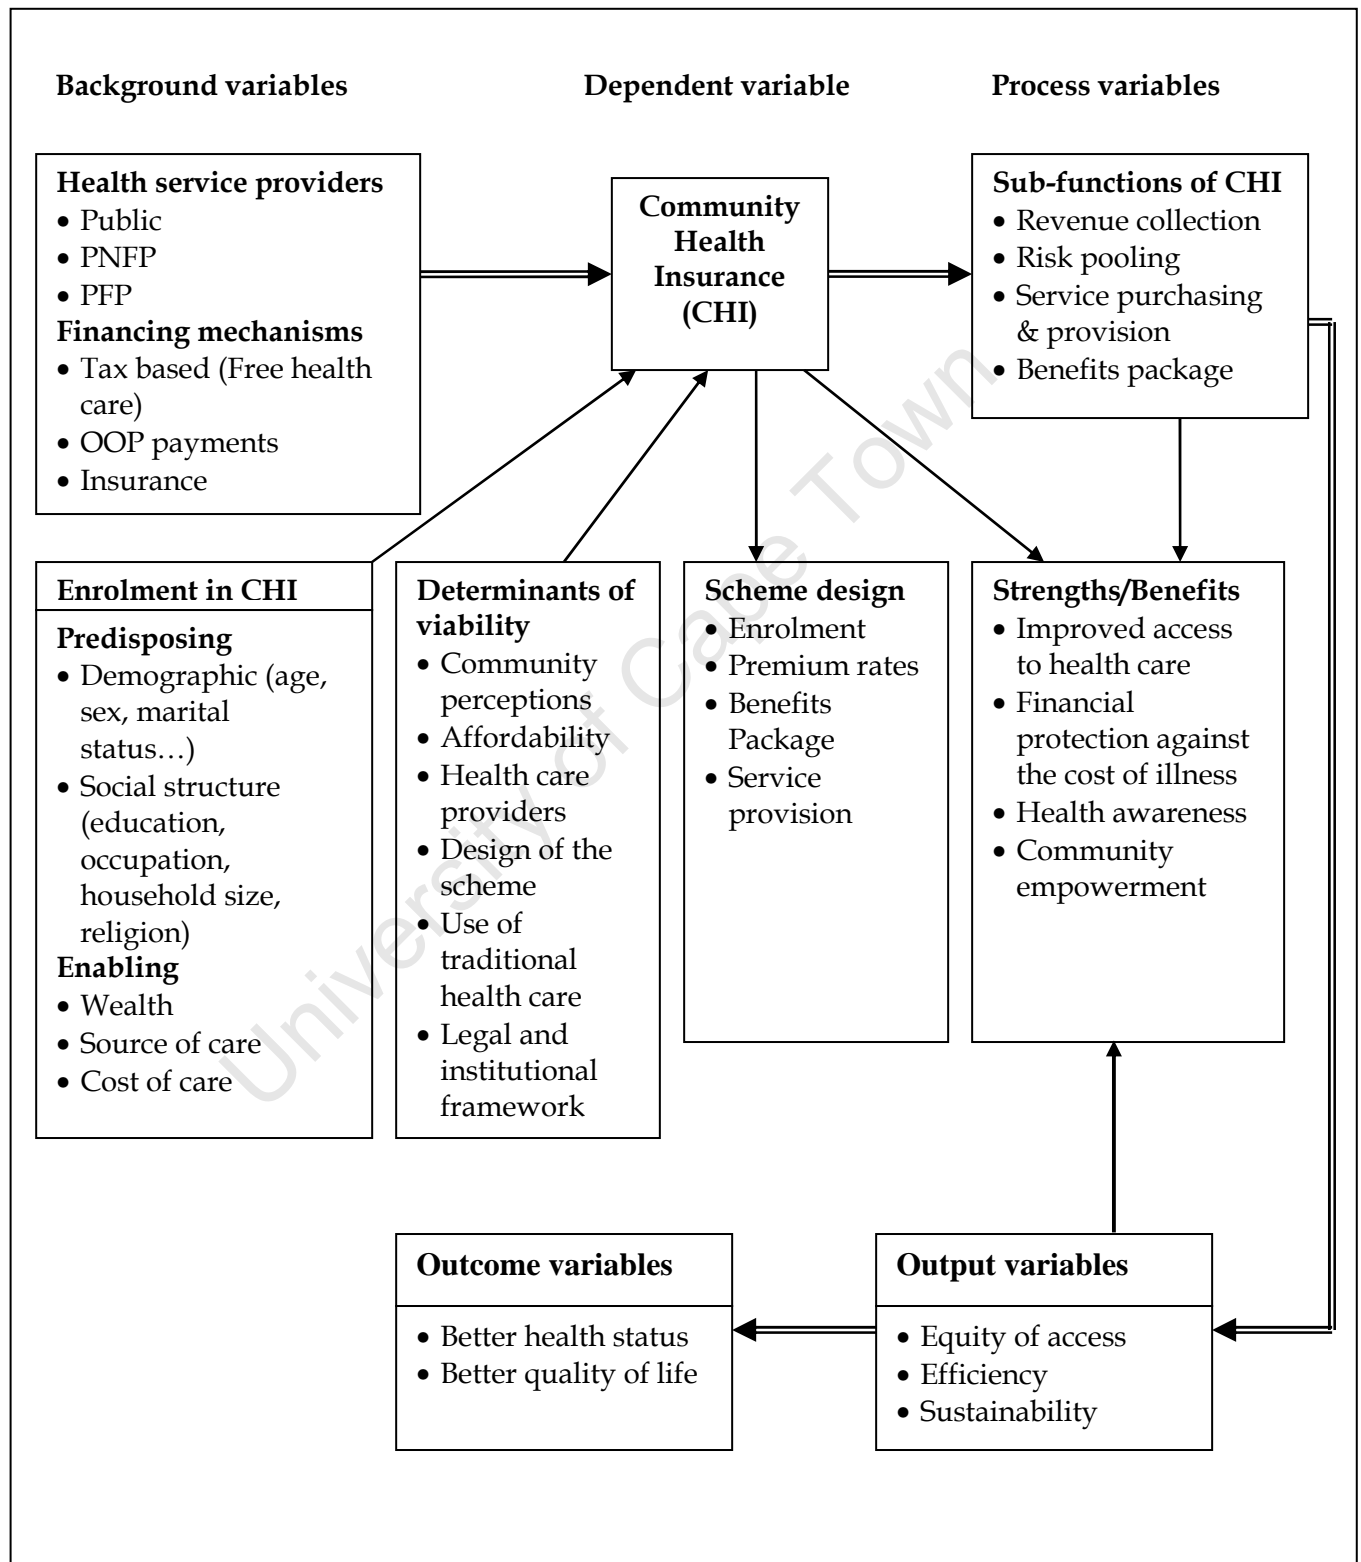 Background variables
Dependent variable
Process variables
Health service providers
• Public
• PNFP
• PFP
Financing mechanisms
• Tax based (Free health
care)
• OOP payments
• Insurance
Community
Health
Insurance
(CHI)
Sub-functions of CHI
• Revenue collection
• Risk pooling
• Service purchasing
& provision
• Benefits package
Enrolment in CHI
Predisposing
• Demographic (age,
sex, marital
status…)
• Social structure
(education,
occupation,
household size,
religion)
Enabling
• Wealth
• Source of care
• Cost of care
Determinants of
viability
• Community
perceptions
• Affordability
• Health care
providers
• Design of the
scheme
• Use of
traditional
health care
• Legal and
institutional
framework
Scheme design
• Enrolment
• Premium rates
• Benefits
Package
• Service
provision
Strengths/Benefits
• Improved access
to health care
• Financial
protection against
the cost of illness
• Health awareness
• Community
empowerment
Outcome variables
• Better health status
• Better quality of life
Output variables
• Equity of access
• Efficiency
• Sustainability
University of Cape Town